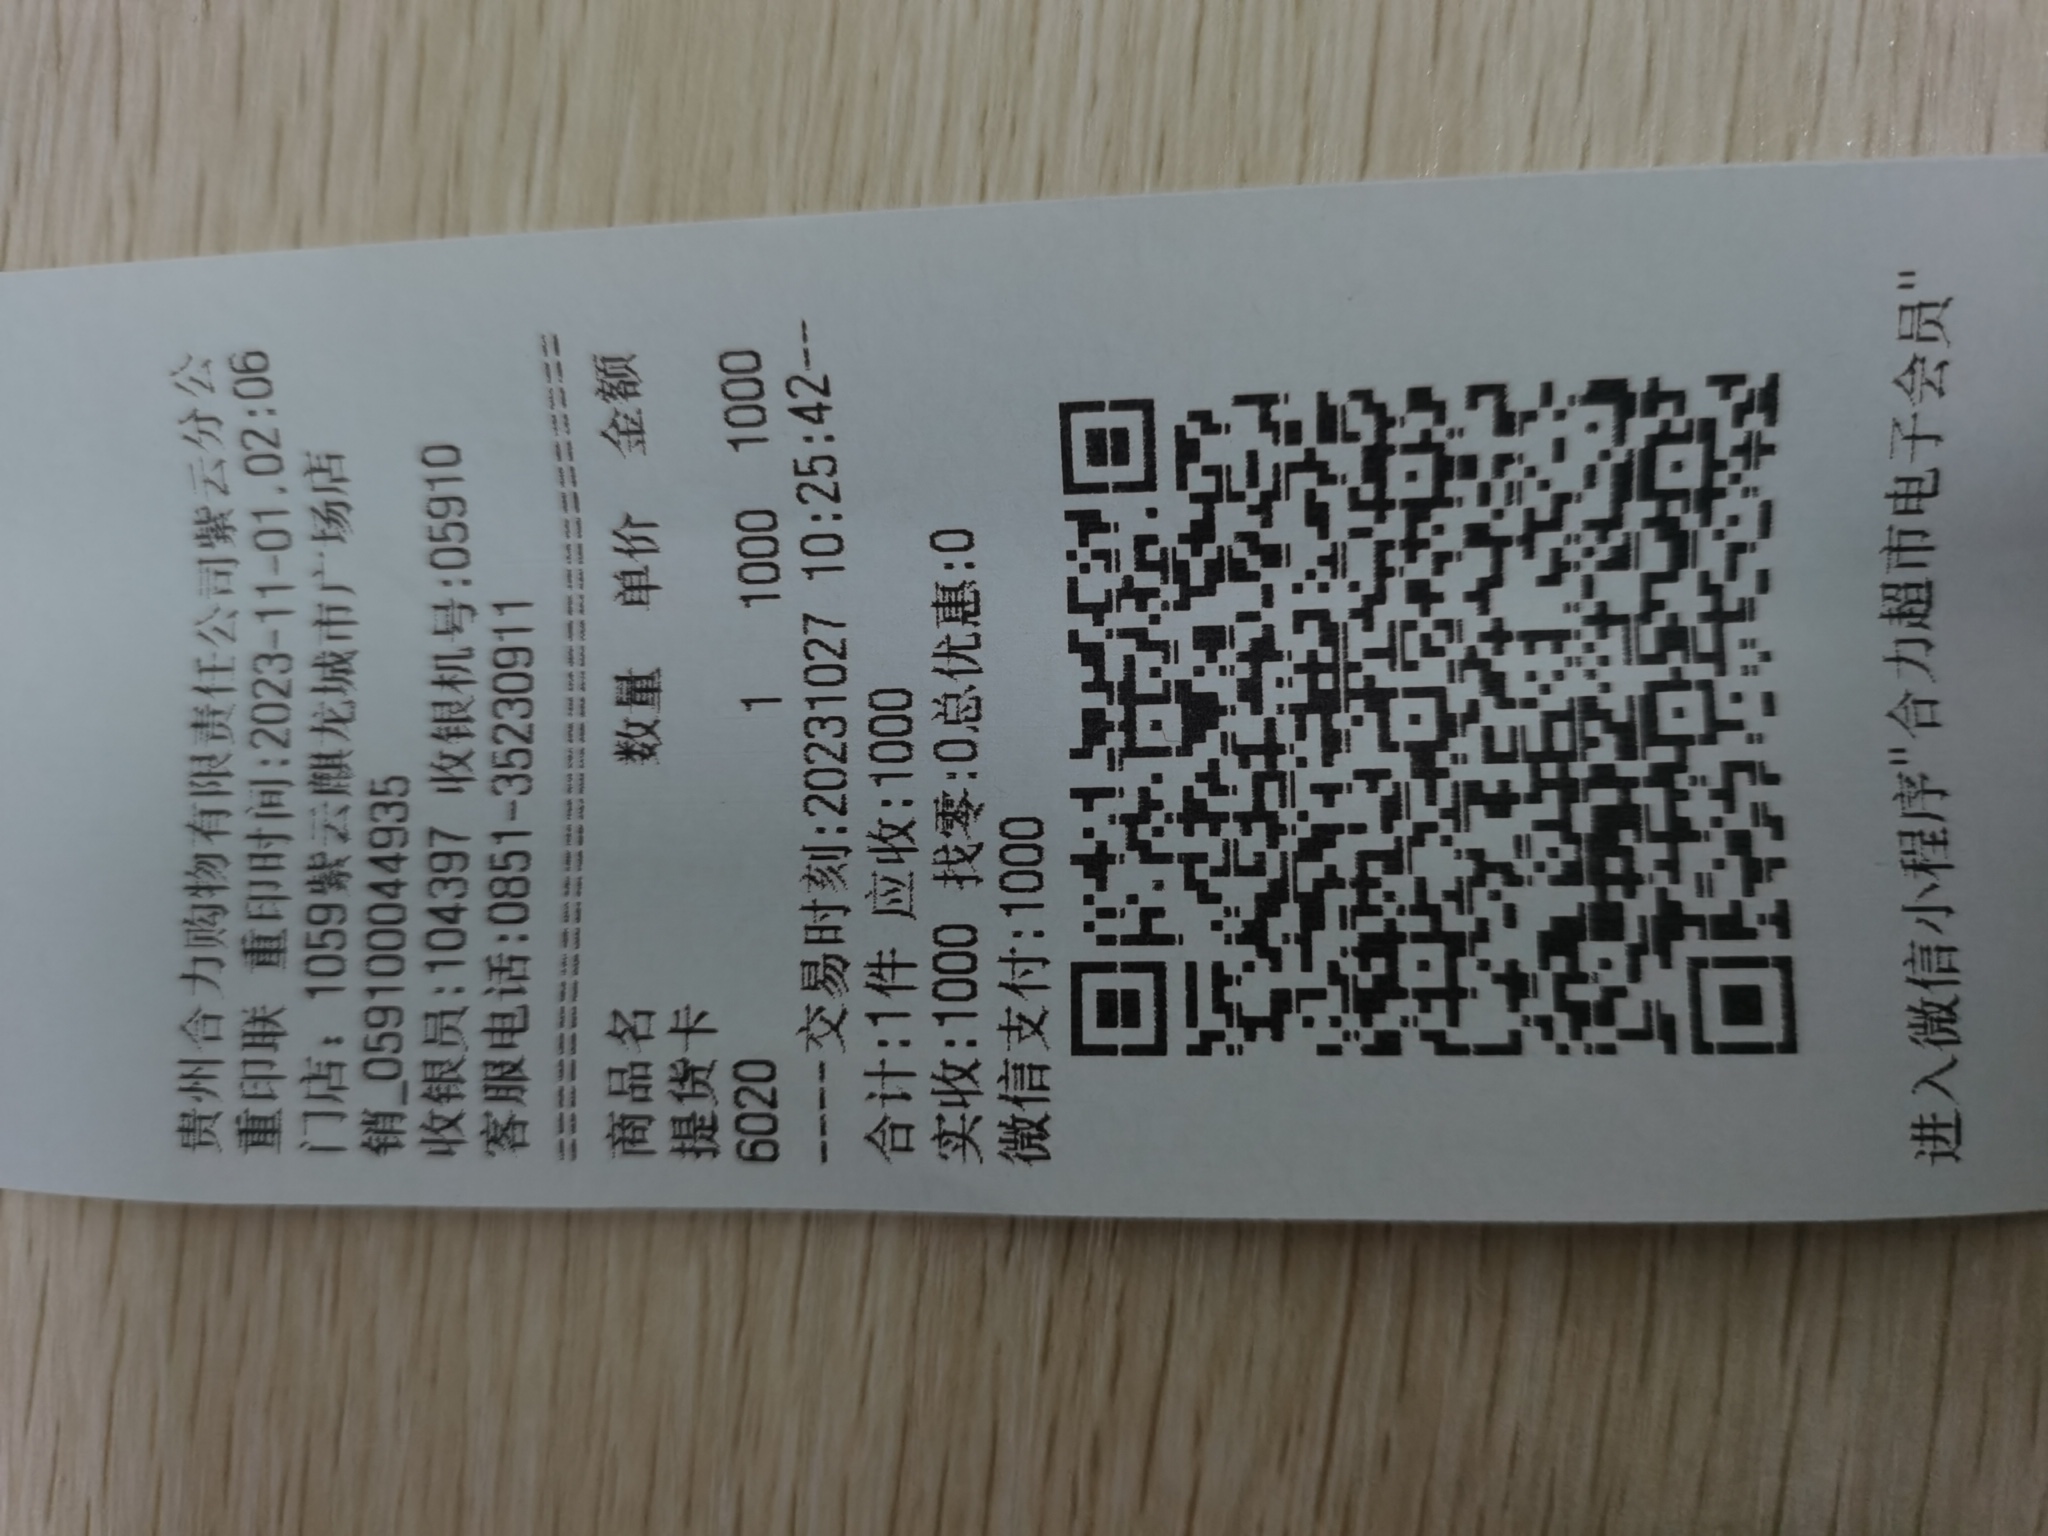 贵州合力购物有限责任公司紫云分公
重印联 重印时间:2023-11-01.02:06
门店: 1059紫云麒龙城市广场店
销_0591000044935
收银员:104397 收银机号:05910
客服电话:0851-35230911
================================
商品名 数量 单价 金额
提货卡
6020 1 1000 1000
----交易时刻:20231027 10:25:42---
合计:1件 应收:1000
实收:1000 找零:0总优惠:0
微信支付:1000
进入微信小程序"合力超市电子会员"